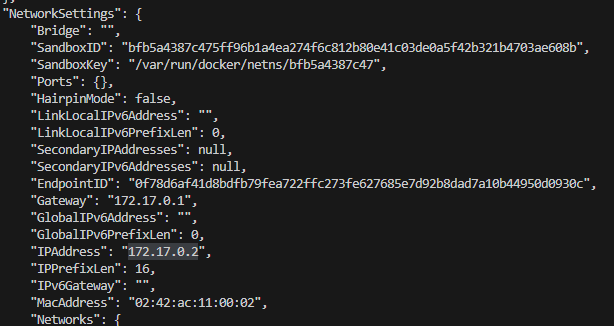 },
"NetworkSettings": {
"Bridge": "",
"SandboxID": "bfb5a4387c475ff96b1a4ea274f6c812b80e41c03de0a5f42b321b4703ae608b",
"SandboxKey": "/var/run/docker/netns/bfb5a4387c47",
"Ports": {},
"HairpinMode": false,
"LinkLocalIPv6Address": "",
"LinkLocalIPv6PrefixLen": 0,
"SecondaryIPAddresses": null,
"SecondaryIPv6Addresses": null,
"EndpointID": "0f78d6af41d8bdfb79fea722ffc273fe627685e7d92b8dad7a10b44950d0930c",
"Gateway": "172.17.0.1",
"GlobalIPv6Address": "",
"GlobalIPv6PrefixLen": 0,
"IPAddress": "172.17.0.2",
"IPPrefixLen": 16,
"IPv6Gateway": "",
"MacAddress": "02:42:ac:11:00:02",
"Networks": {